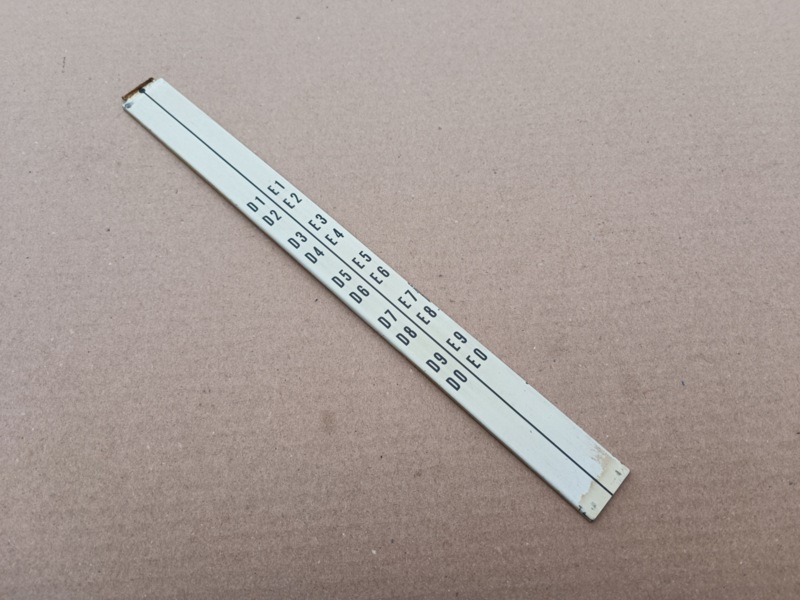 D1 E1
D2 E2
D3 E3
D4 E4
D5 E5
D6 E6
D7 E7
D8 E8
D9 E9
D0 E0